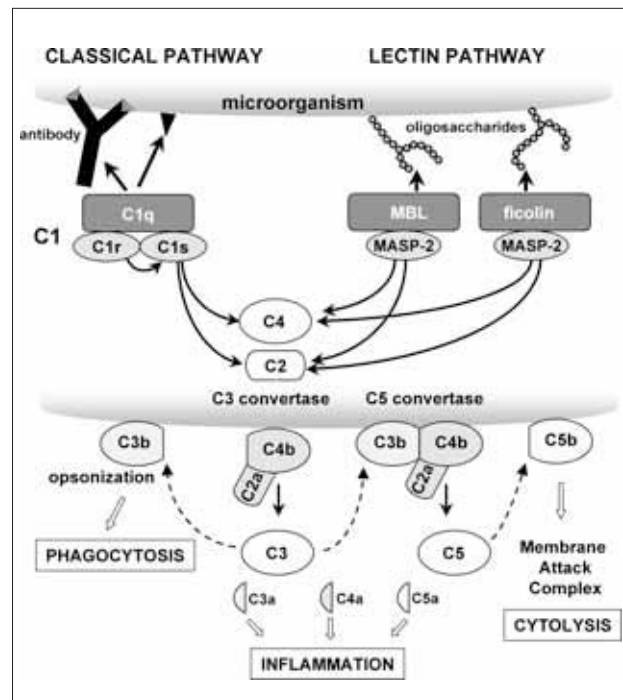 CLASSICAL PATHWAY
LECTIN PATHWAY
microorganism
antibody
oligosaccharides
C1q
MBL
ficolin
C1
C1r
C1s
MASP-2
MASP-2
C4
C2
C3 convertase
C5 convertase
C3b
C4b
C2a
C3b
C4b
C2a
C5b
opsonization
PHAGOCYTOSIS
C3
C5
Membrane
Attack
Complex
C3a
C4a
C5a
CYTOLYSIS
INFLAMMATION